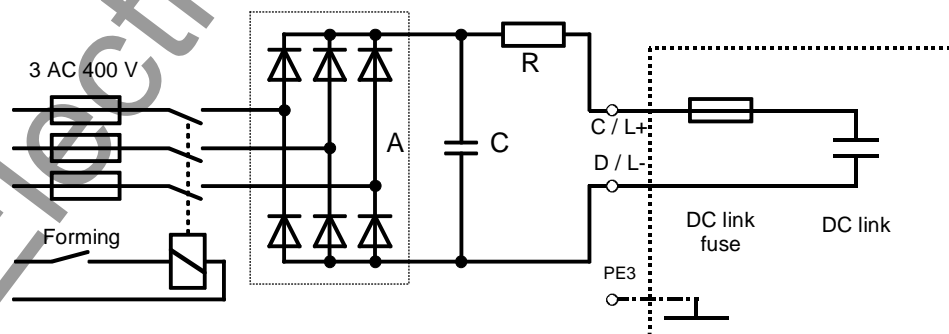 3 AC 400 V
R
A
C
C / L+
D / L-
DC link
fuse
DC link
Forming
PE3